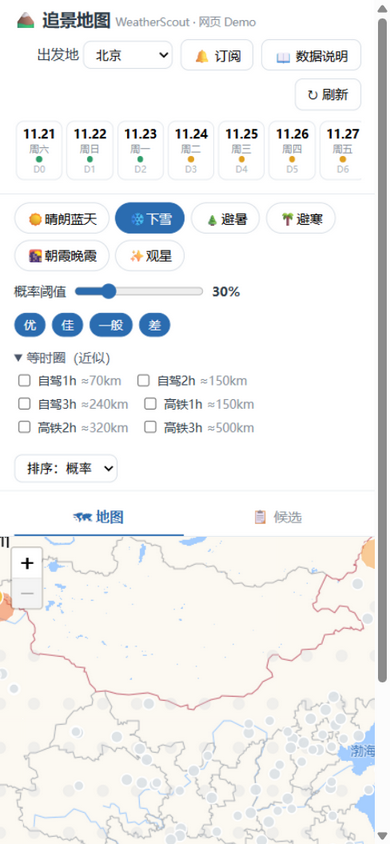 追景地图 WeatherScout · 网页 Demo
出发地 北京 订阅 数据说明
↻ 刷新
11.21 11.22 11.23 11.24 11.25 11.26 11.27
周六 周日 周一 周二 周三 周四 周五
D0 D1 D2 D3 D4 D5 D6
晴朗蓝天 下雪 避暑 避寒
朝霞晚霞 观星
概率阈值 30%
优 佳 一般 差
▼ 等时圈（近似）
自驾1h ≈70km 自驾2h ≈150km
自驾3h ≈240km 高铁1h ≈150km
高铁2h ≈320km 高铁3h ≈500km
排序：概率
地图 候选
+
−
渤海